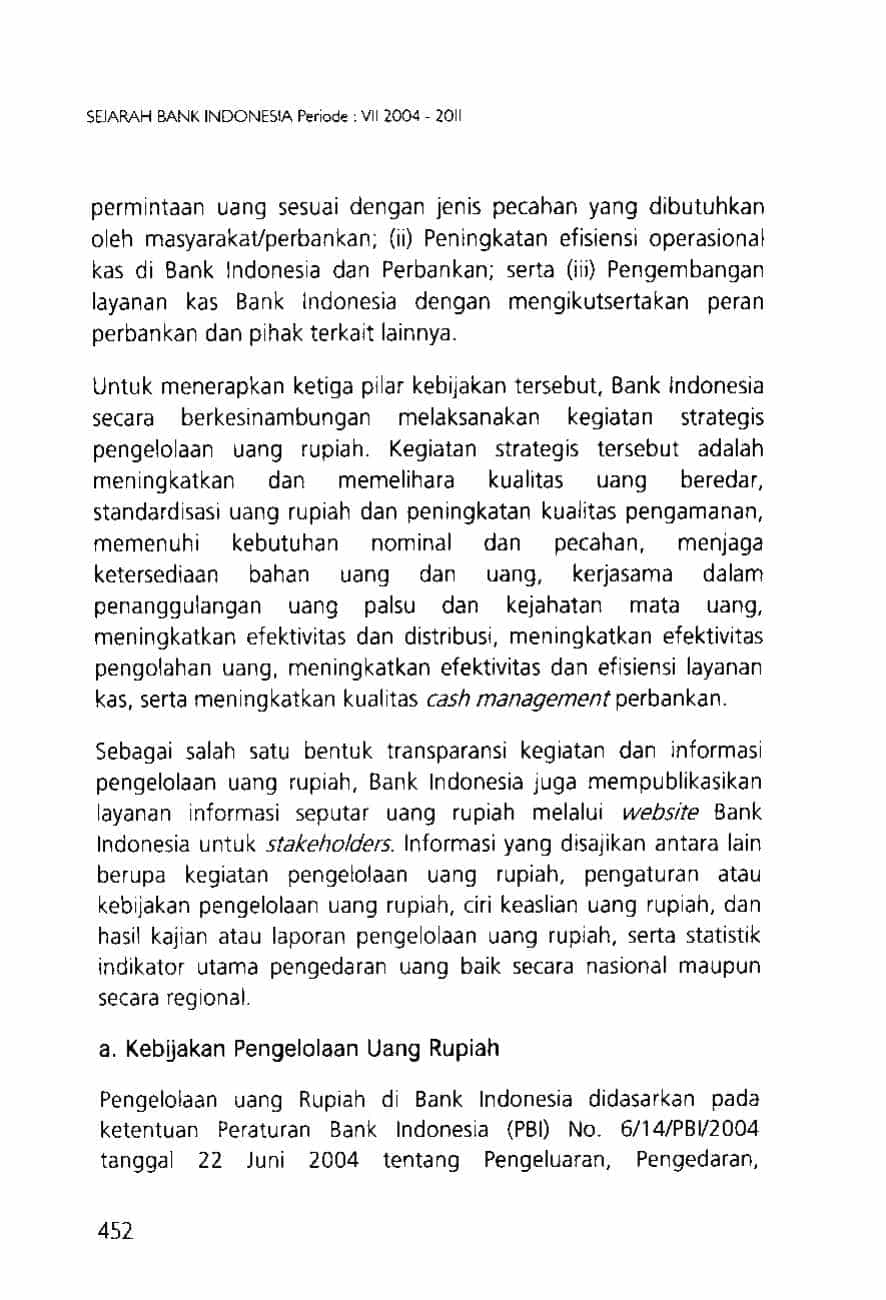 SEJARAH BANK INDONESIA Periode : VII 2004 - 2011
permintaan uang sesuai dengan jenis pecahan yang dibutuhkan
oleh masyarakat/perbankan; (ii) Peningkatan efisiensi operasional
kas di Bank Indonesia dan Perbankan; serta (iii) Pengembangan
layanan kas Bank Indonesia dengan mengikutsertakan peran
perbankan dan pihak terkait lainnya.
Untuk menerapkan ketiga pilar kebijakan tersebut, Bank Indonesia
secara berkesinambungan melaksanakan kegiatan strategis
pengelolaan uang rupiah. Kegiatan strategis tersebut adalah
meningkatkan dan memelihara kualitas uang beredar,
standardisasi uang rupiah dan peningkatan kualitas pengamanan,
memenuhi kebutuhan nominal dan pecahan, menjaga
ketersediaan bahan uang dan uang, kerjasama dalam
penanggulangan uang palsu dan kejahatan mata uang,
meningkatkan efektivitas dan distribusi, meningkatkan efektivitas
pengolahan uang, meningkatkan efektivitas dan efisiensi layanan
kas, serta meningkatkan kualitas cash management perbankan.
Sebagai salah satu bentuk transparansi kegiatan dan informasi
pengelolaan uang rupiah, Bank Indonesia juga mempublikasikan
layanan informasi seputar uang rupiah melalui website Bank
Indonesia untuk stakeholders. Informasi yang disajikan antara lain
berupa kegiatan pengelolaan uang rupiah, pengaturan atau
kebijakan pengelolaan uang rupiah, ciri keaslian uang rupiah, dan
hasil kajian atau laporan pengelolaan uang rupiah, serta statistik
indikator utama pengedaran uang baik secara nasional maupun
secara regional.
a. Kebijakan Pengelolaan Uang Rupiah
Pengelolaan uang Rupiah di Bank Indonesia didasarkan pada
ketentuan Peraturan Bank Indonesia (PBI) No. 6/14/PBI/2004
tanggal 22 Juni 2004 tentang Pengeluaran, Pengedaran,
452